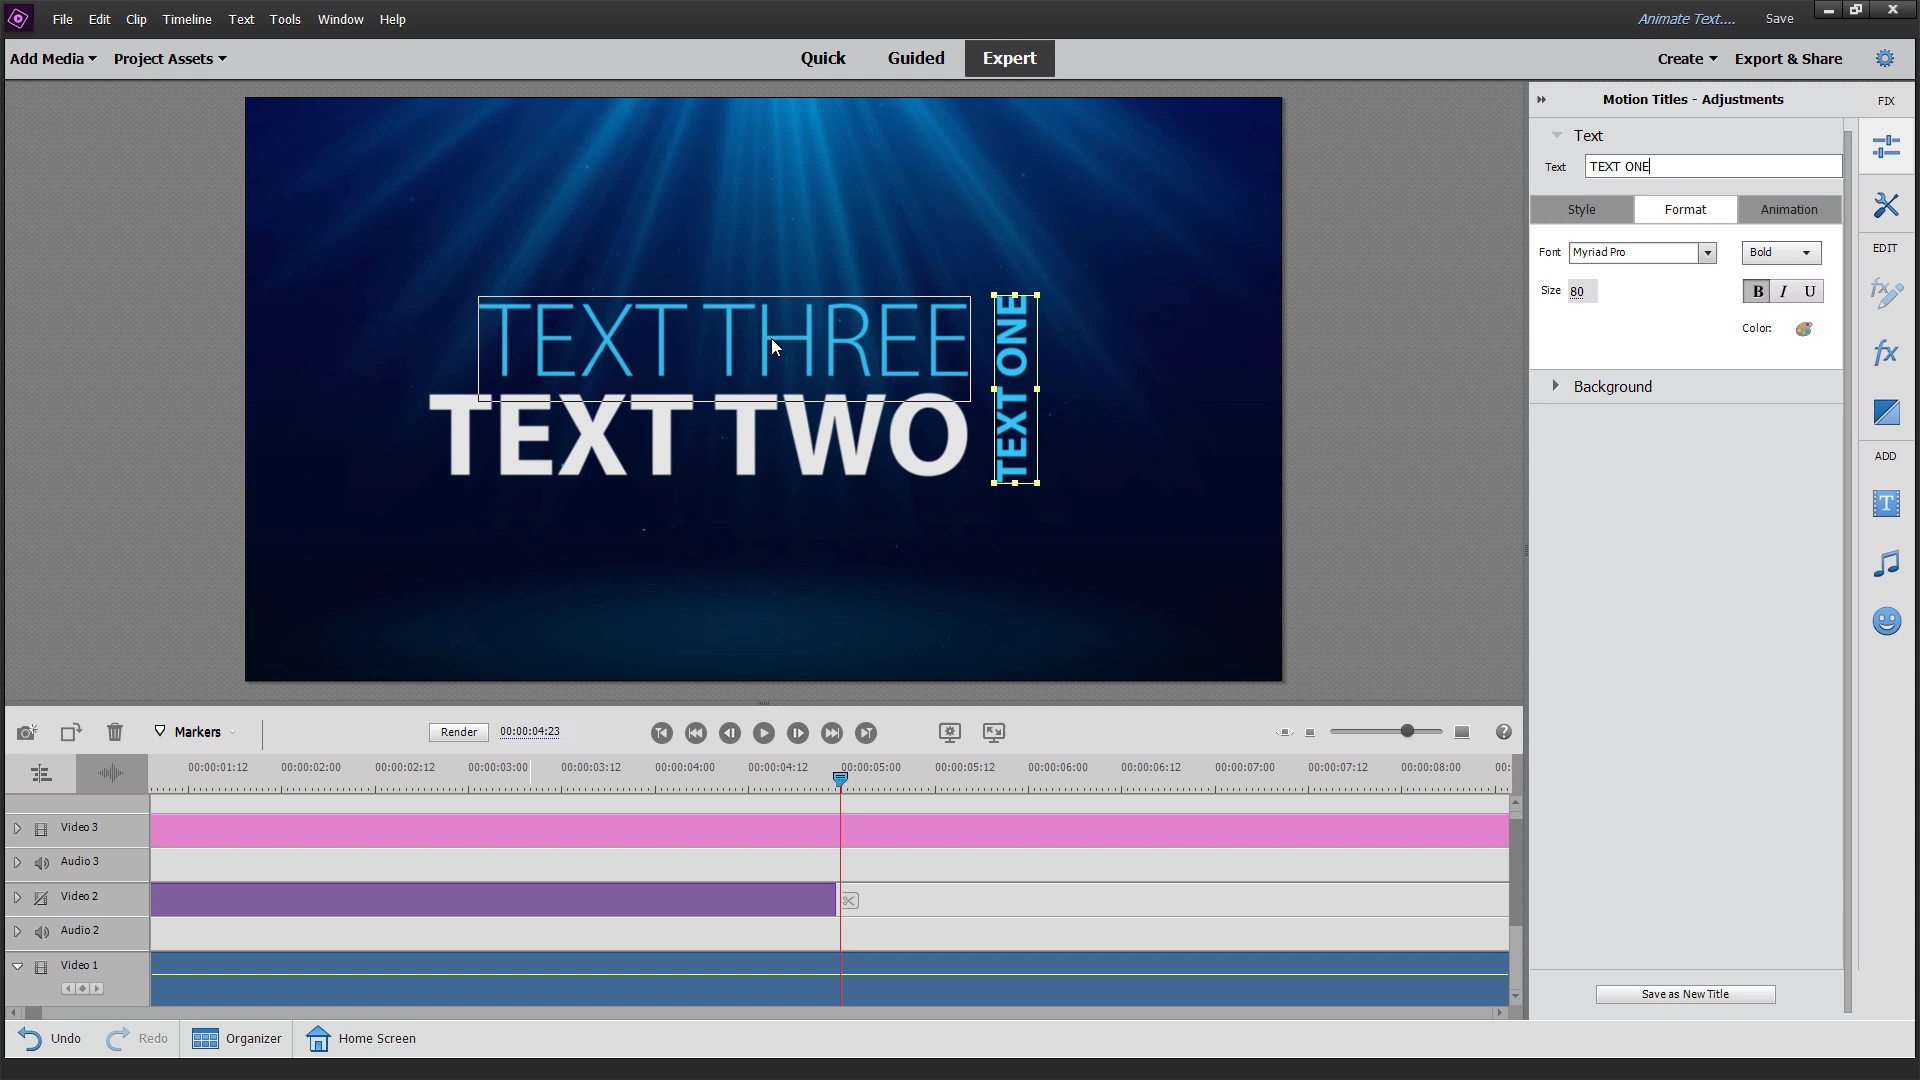 File Edit Clip Timeline Text Tools Window Help
Animate Text.... Save
Add Media Project Assets
Quick Guided Expert
Create Export & Share
Motion Titles - Adjustments
FIX
Text
Text TEXT ONE
Style Format Animation
Font Myriad Pro Bold
EDIT
Size 80 B I U
Color:
Background
ADD
TEXT THREE
TEXT TWO
TEXT ONE
Markers
Render 00:00:04:23
00:00:01:12 00:00:02:00 00:00:02:12 00:00:03:00 00:00:03:12 00:00:04:00 00:00:04:12 00:00:05:00 00:00:05:12 00:00:06:00 00:00:06:12 00:00:07:00 00:00:07:12 00:00:08:00 00:
Video 3
Audio 3
Video 2
Audio 2
Video 1
Save as New Title
Undo Redo Organizer Home Screen